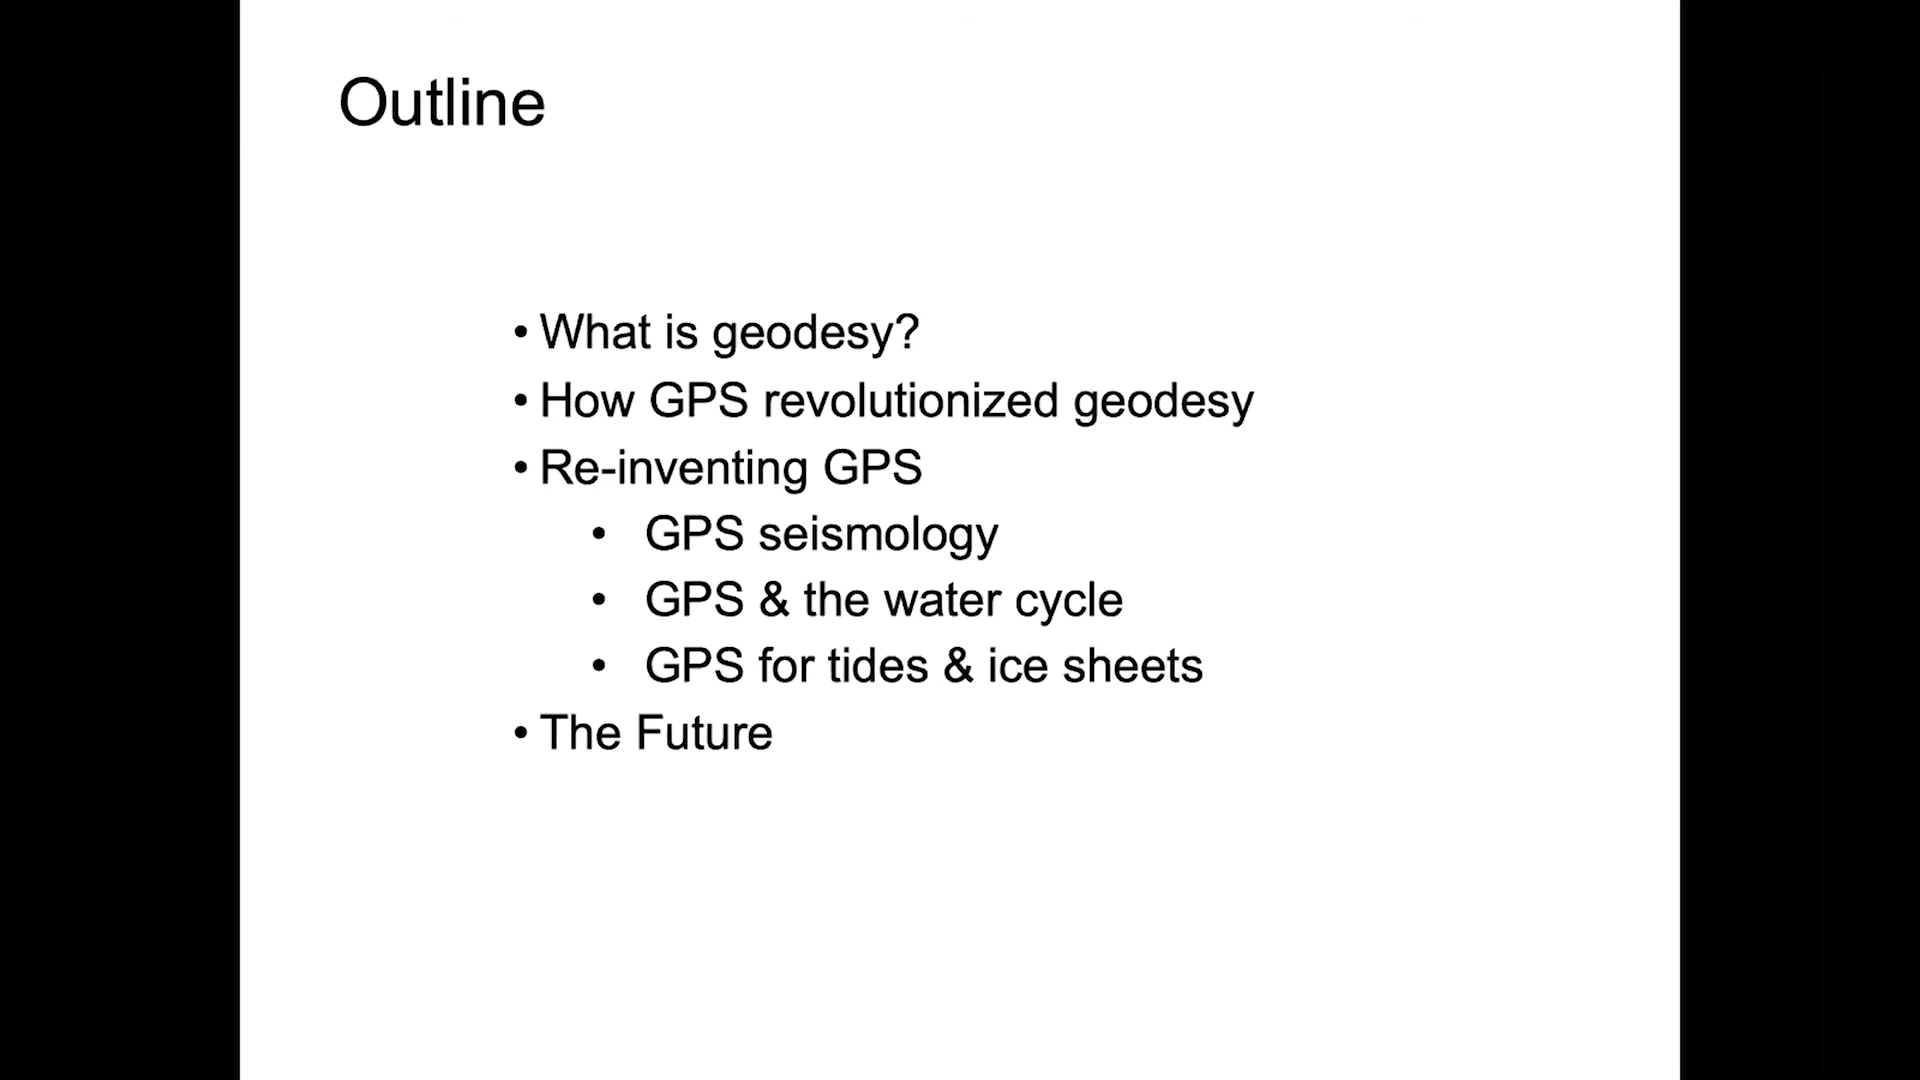 Outline
• What is geodesy?
• How GPS revolutionized geodesy
• Re-inventing GPS
• GPS seismology
• GPS & the water cycle
• GPS for tides & ice sheets
• The Future